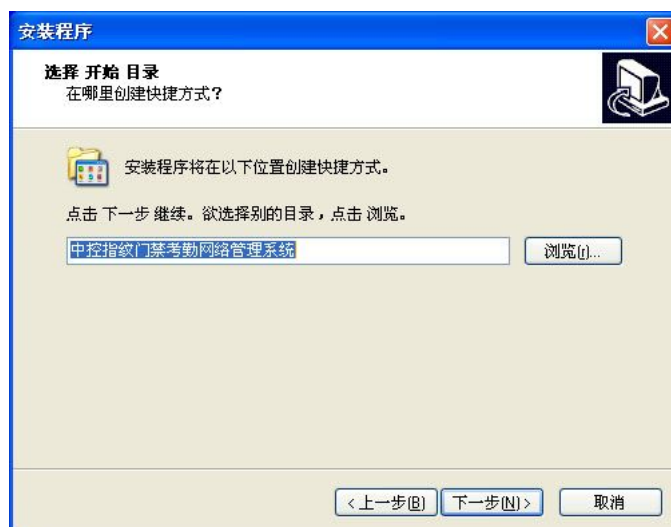 安装程序
选择 开始 目录
在哪里创建快捷方式？
安装程序将在以下位置创建快捷方式。
点击 下一步 继续。欲选择别的目录，点击 浏览。
中控指纹门禁考勤网络管理系统
浏览(r)...
<上一步(B) 下一步(N)> 取消